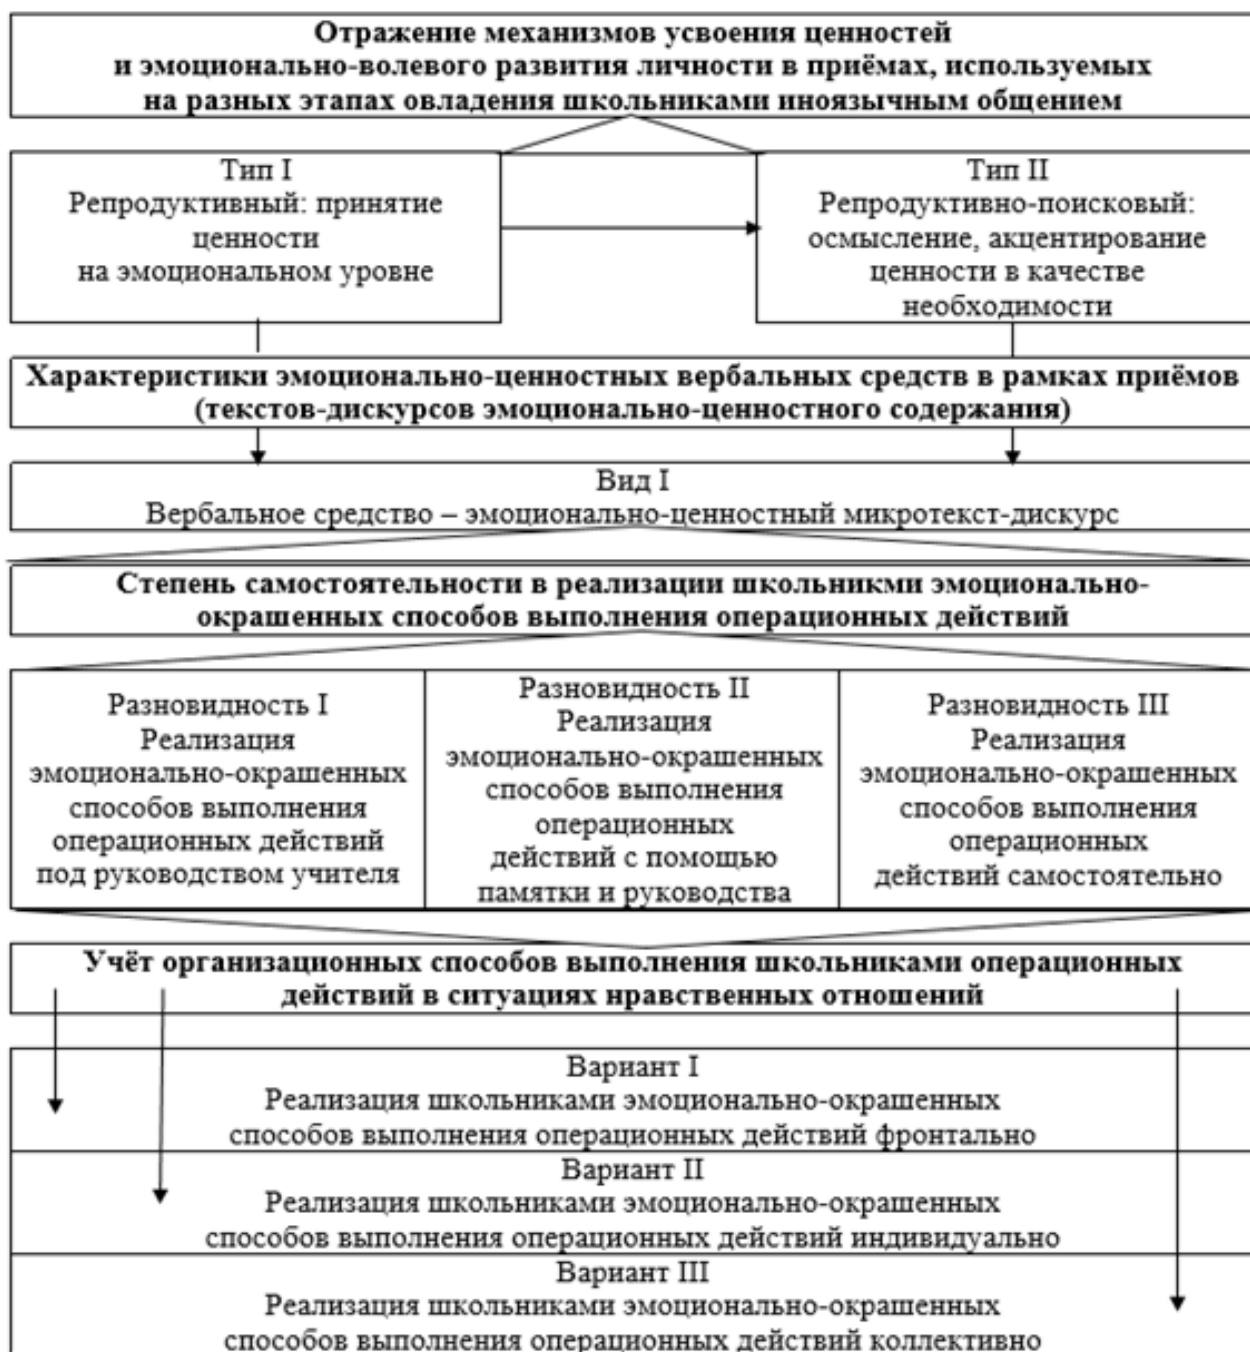 Отражение механизмов усвоения ценностей
и эмоционально-волевого развития личности в приёмах, используемых
на разных этапах овладения школьниками иноязычным общением
Тип I
Репродуктивный: принятие
ценности
на эмоциональном уровне
Тип II
Репродуктивно-поисковый:
осмысление, акцентирование
ценности в качестве
необходимости
Характеристики эмоционально-ценностных вербальных средств в рамках приёмов
(текстов-дискурсов эмоционально-ценностного содержания)
Вид I
Вербальное средство – эмоционально-ценностный микротекст-дискурс
Степень самостоятельности в реализации школьникми эмоционально-
окрашенных способов выполнения операционных действий
Разновидность I
Реализация
эмоционально-окрашенных
способов выполнения
операционных действий
под руководством учителя
Разновидность II
Реализация
эмоционально-окрашенных
способов выполнения
операционных
действий с помощью
памятки и руководства
Разновидность III
Реализация
эмоционально-окрашенных
способов выполнения
операционных
действий самостоятельно
Учёт организационных способов выполнения школьниками операционных
действий в ситуациях нравственных отношений
Вариант I
Реализация школьниками эмоционально-окрашенных
способов выполнения операционных действий фронтально
Вариант II
Реализация школьниками эмоционально-окрашенных
способов выполнения операционных действий индивидуально
Вариант III
Реализация школьниками эмоционально-окрашенных
способов выполнения операционных действий коллективно